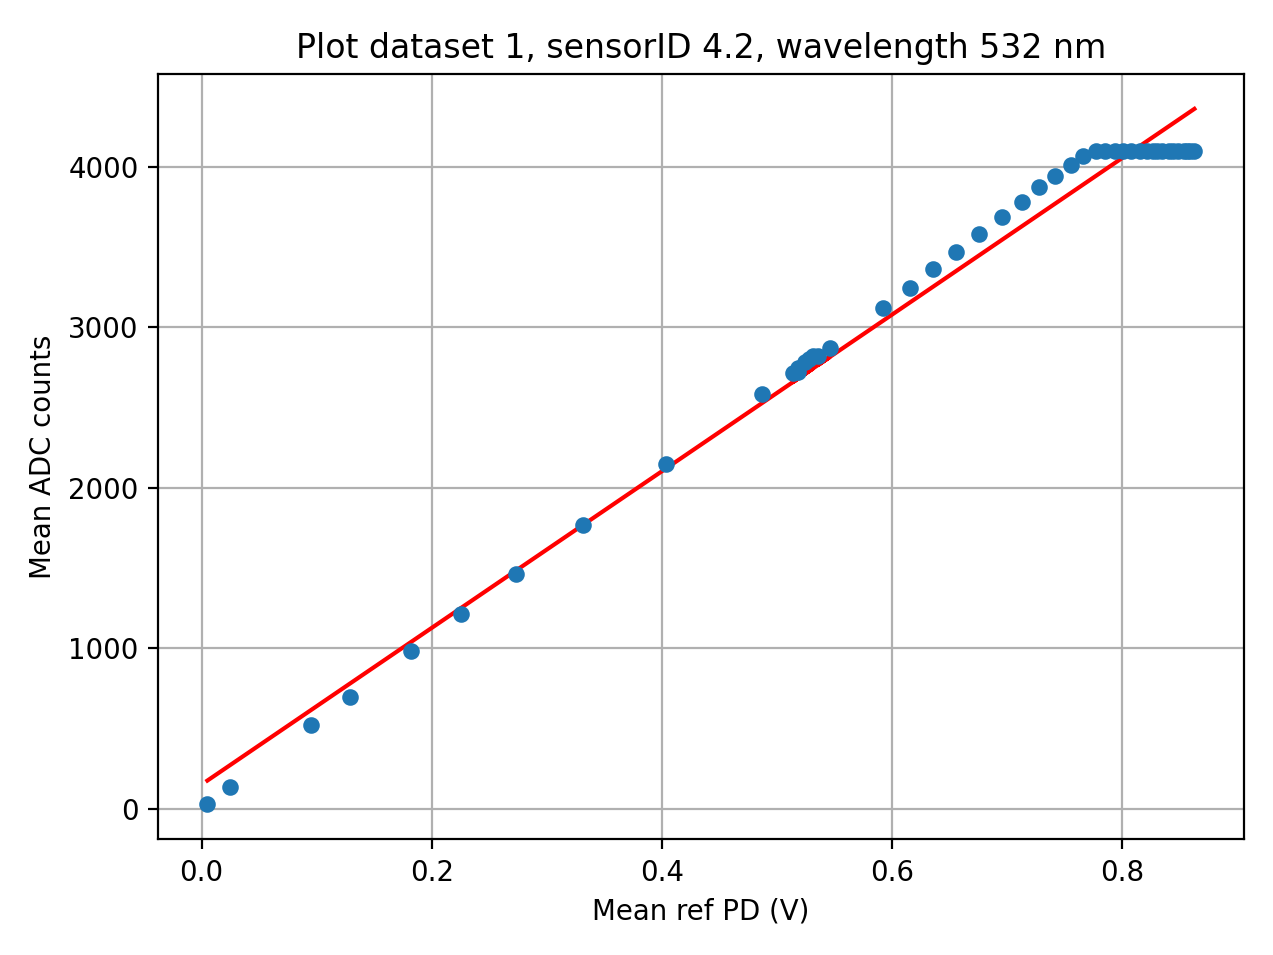 Plot dataset 1, sensorID 4.2, wavelength 532 nm
4000
3000
2000
1000
0
Mean ADC counts
0.0 0.2 0.4 0.6 0.8
Mean ref PD (V)